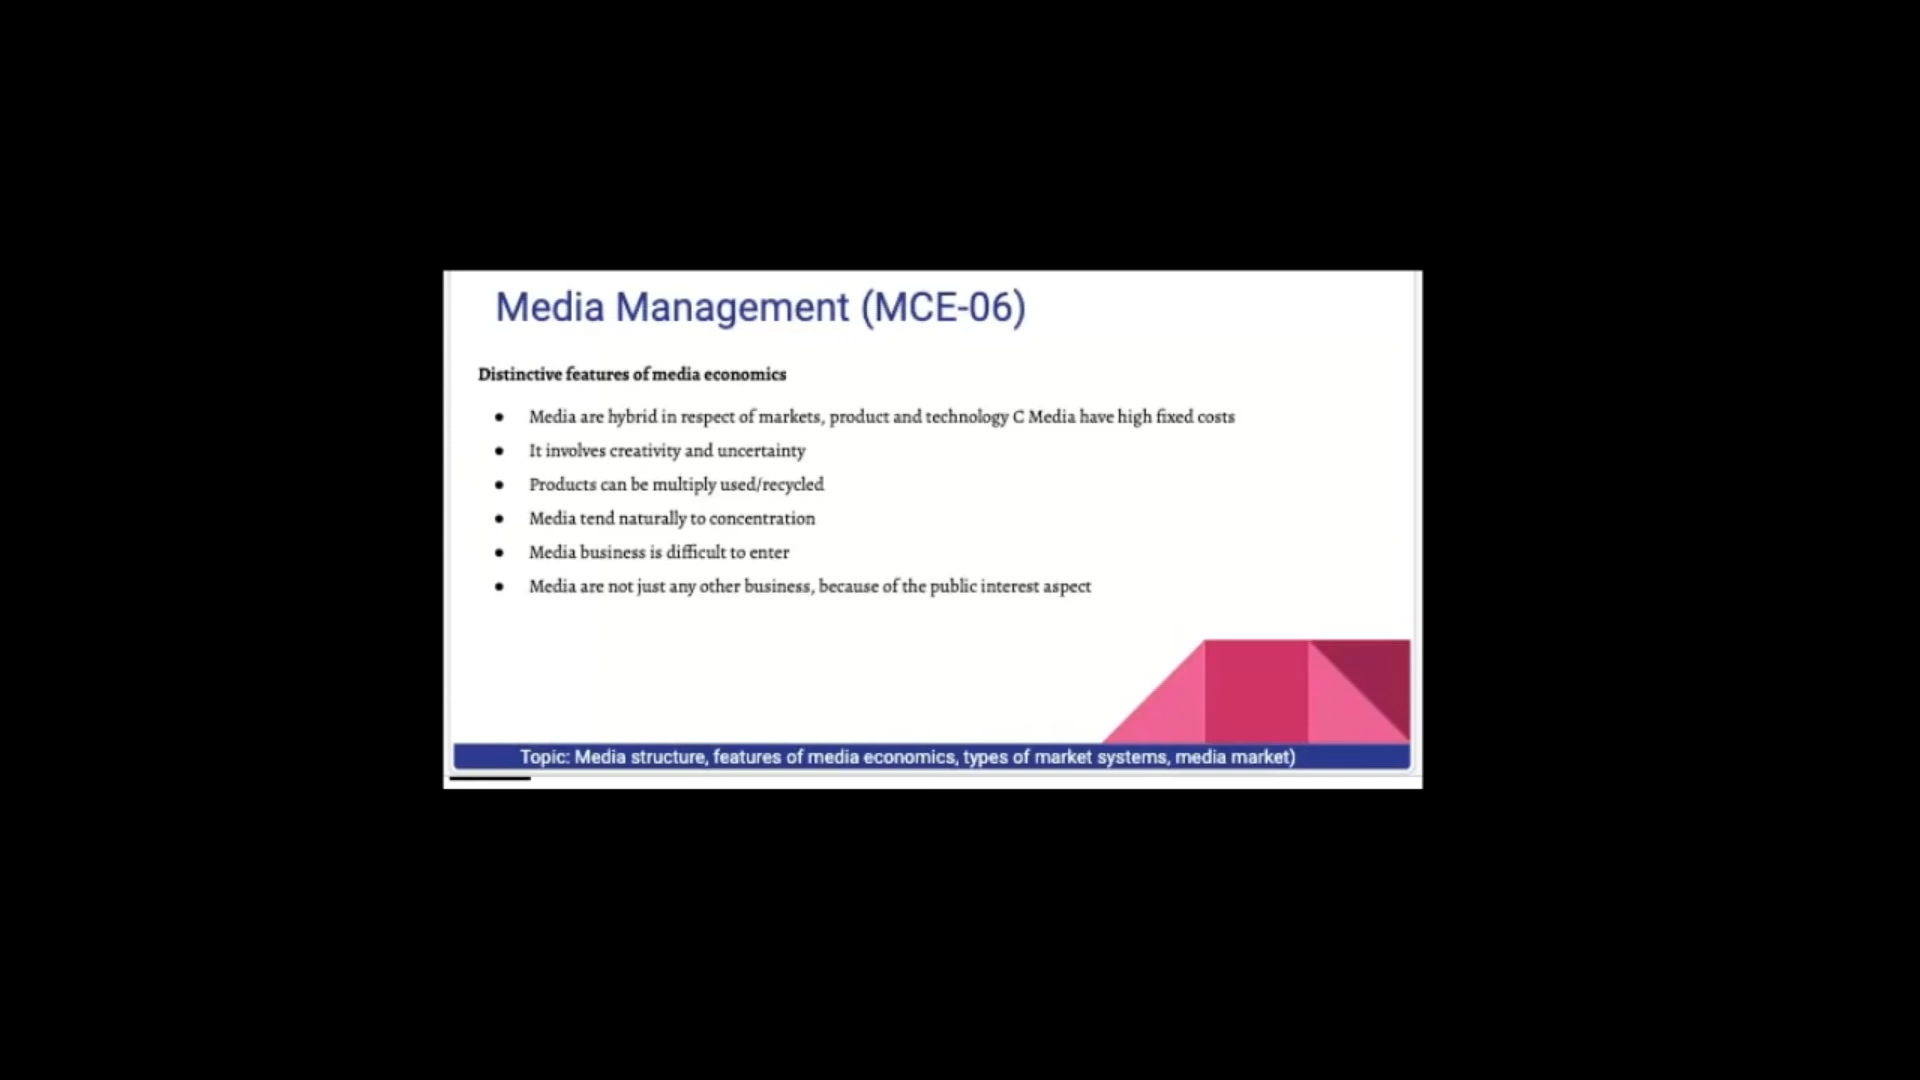 Media Management (MCE-06)
Distinctive features of media economics
● Media are hybrid in respect of markets, product and technology C Media have high fixed costs
● It involves creativity and uncertainty
● Products can be multiply used/recycled
● Media tend naturally to concentration
● Media business is difficult to enter
● Media are not just any other business, because of the public interest aspect
Topic: Media structure, features of media economics, types of market systems, media market)